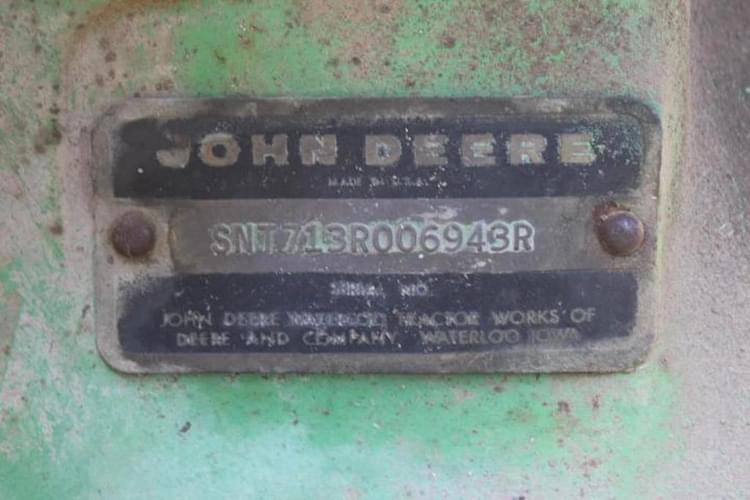 JOHN DEERE
MADE IN U.S.A.
SNT713R006943R
SERIAL NO.
JOHN DEERE WATERLOO TRACTOR WORKS OF
DEERE AND COMPANY WATERLOO IOWA